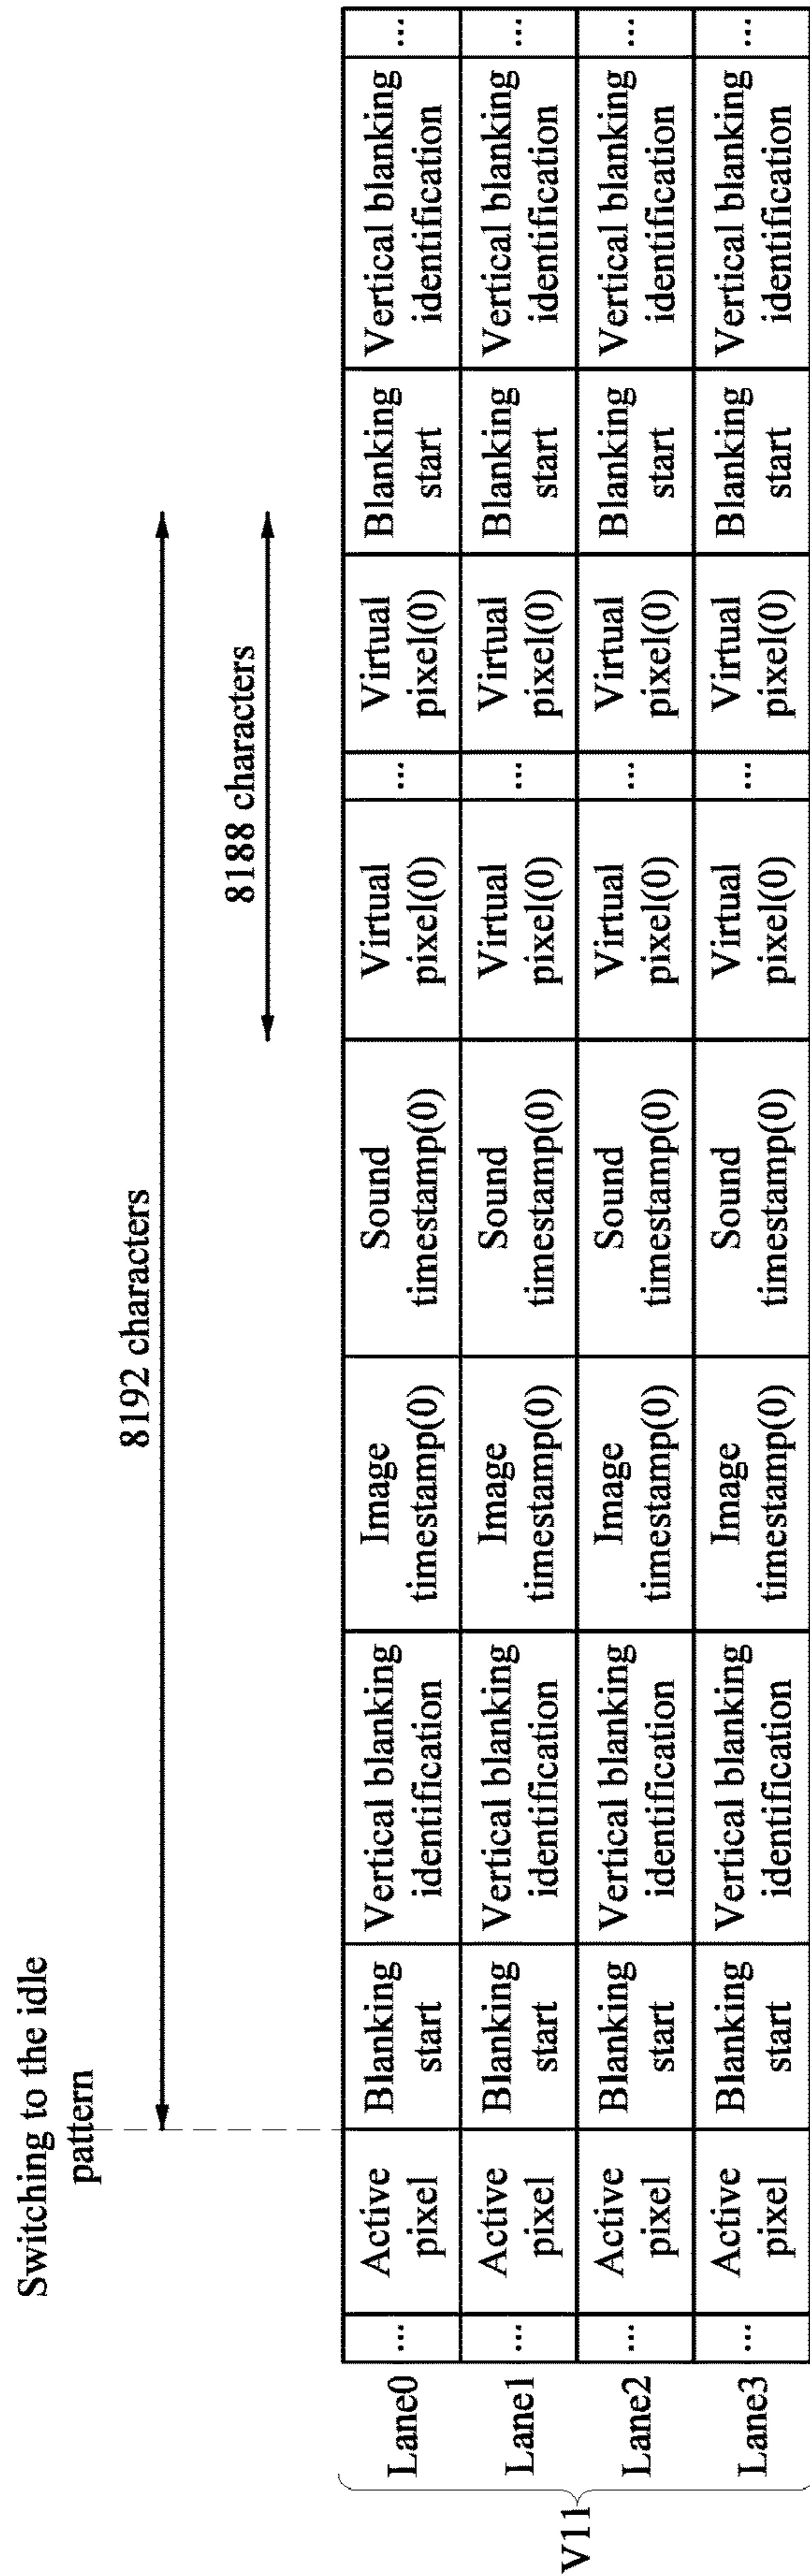 Switching to the idle
pattern
8192 characters
8188 characters
V11
Lane0
...
Active
pixel
Blanking
start
Vertical blanking
identification
Image
timestamp(0)
Sound
timestamp(0)
Virtual
pixel(0)
...
Virtual
pixel(0)
Blanking
start
Vertical blanking
identification
...
Lane1
...
Active
pixel
Blanking
start
Vertical blanking
identification
Image
timestamp(0)
Sound
timestamp(0)
Virtual
pixel(0)
...
Virtual
pixel(0)
Blanking
start
Vertical blanking
identification
...
Lane2
...
Active
pixel
Blanking
start
Vertical blanking
identification
Image
timestamp(0)
Sound
timestamp(0)
Virtual
pixel(0)
...
Virtual
pixel(0)
Blanking
start
Vertical blanking
identification
...
Lane3
...
Active
pixel
Blanking
start
Vertical blanking
identification
Image
timestamp(0)
Sound
timestamp(0)
Virtual
pixel(0)
...
Virtual
pixel(0)
Blanking
start
Vertical blanking
identification
...